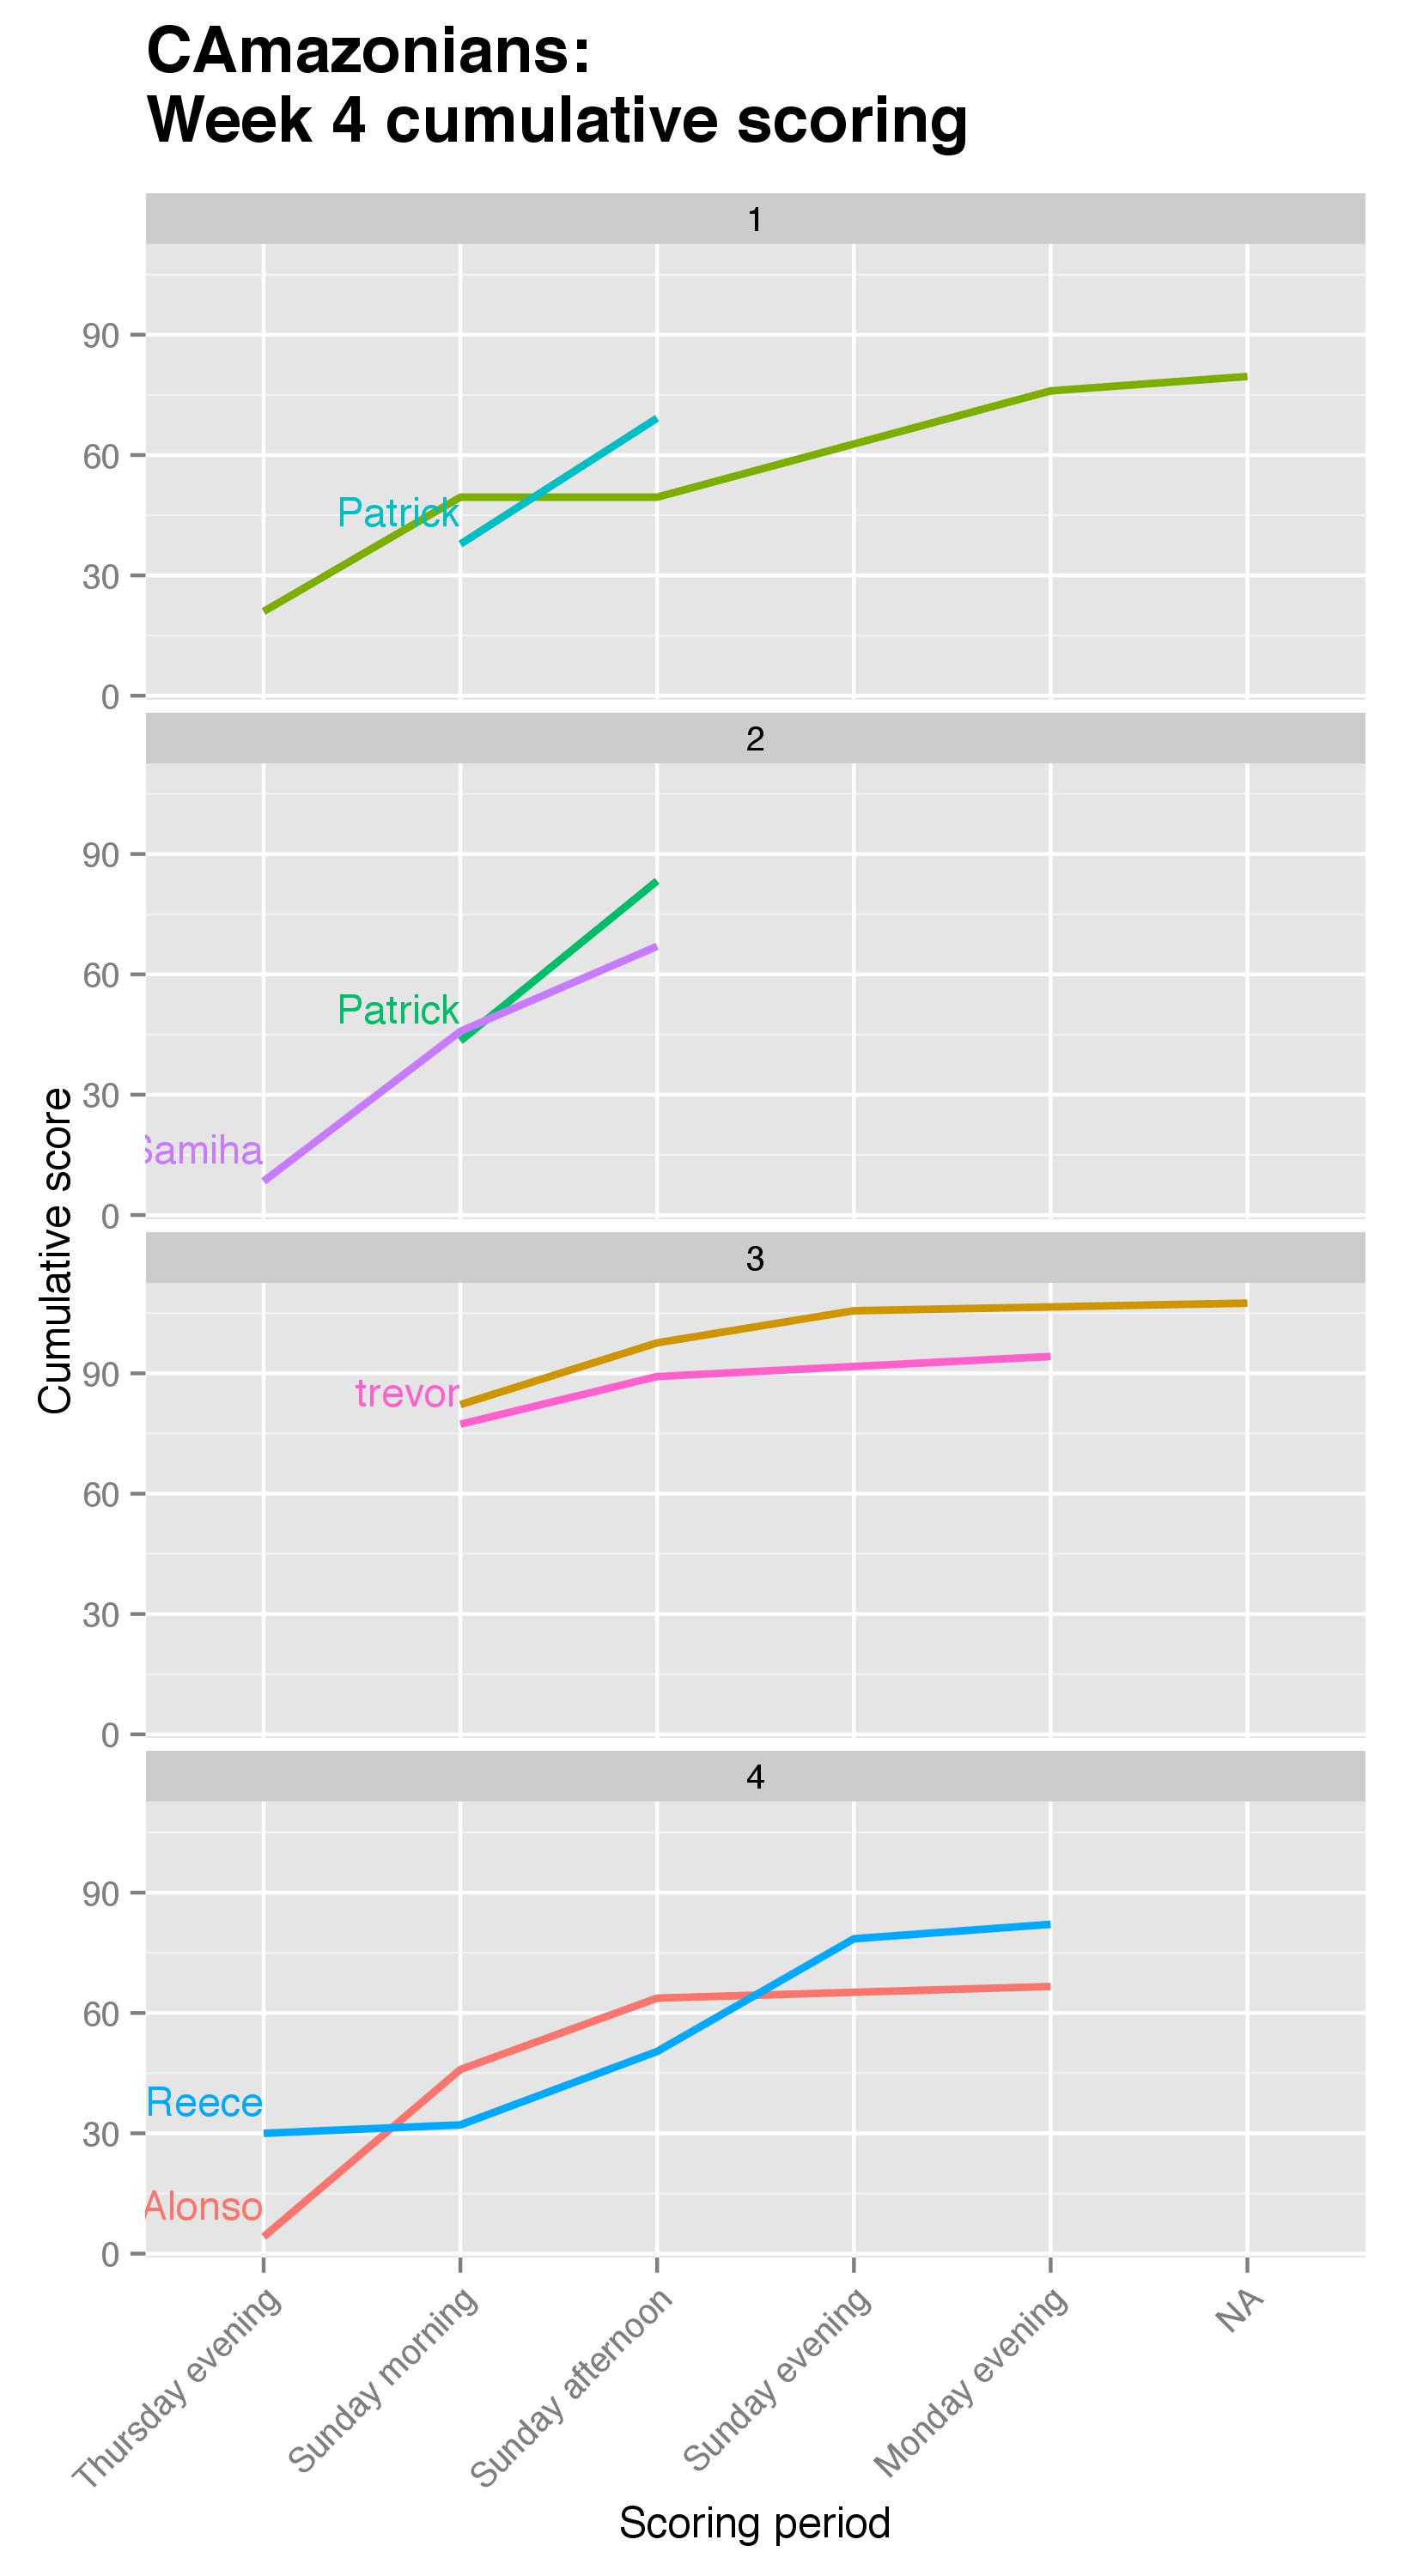 CAmazonians:
Week 4 cumulative scoring
1
90
60
30
0
Patrick
2
90
60
30
0
Patrick
Samiha
Cumulative score
3
90
60
30
0
trevor
4
90
60
30
0
Reece
Alonso
Thursday evening
Sunday morning
Sunday afternoon
Sunday evening
Monday evening
NA
Scoring period